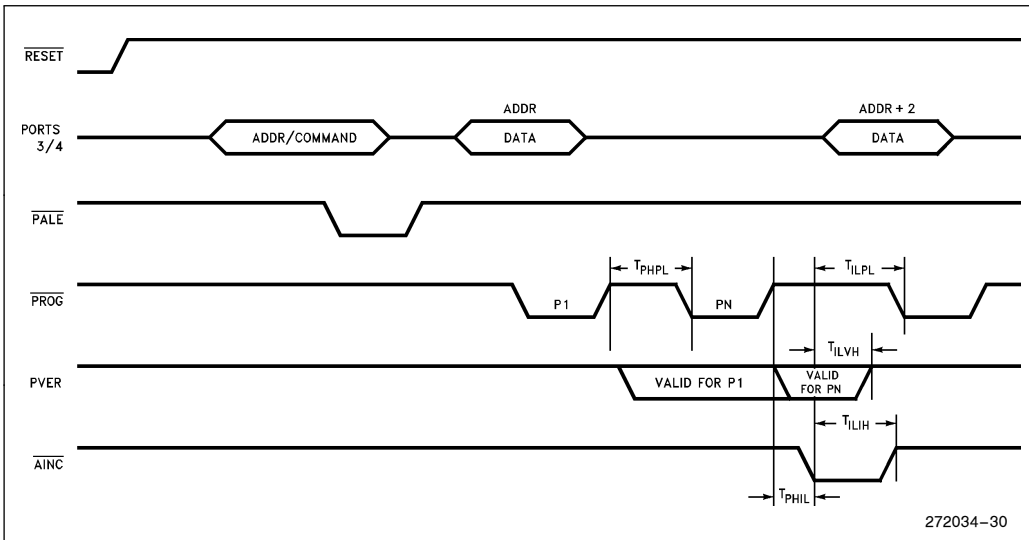 RESET
ADDR
ADDR + 2
PORTS
3/4
ADDR/COMMAND
DATA
DATA
PALE
TPHPL
TILPL
PROG
P1
PN
TILVH
PVER
VALID FOR P1
VALID
FOR PN
TILIH
AINC
TPHIL
272034-30